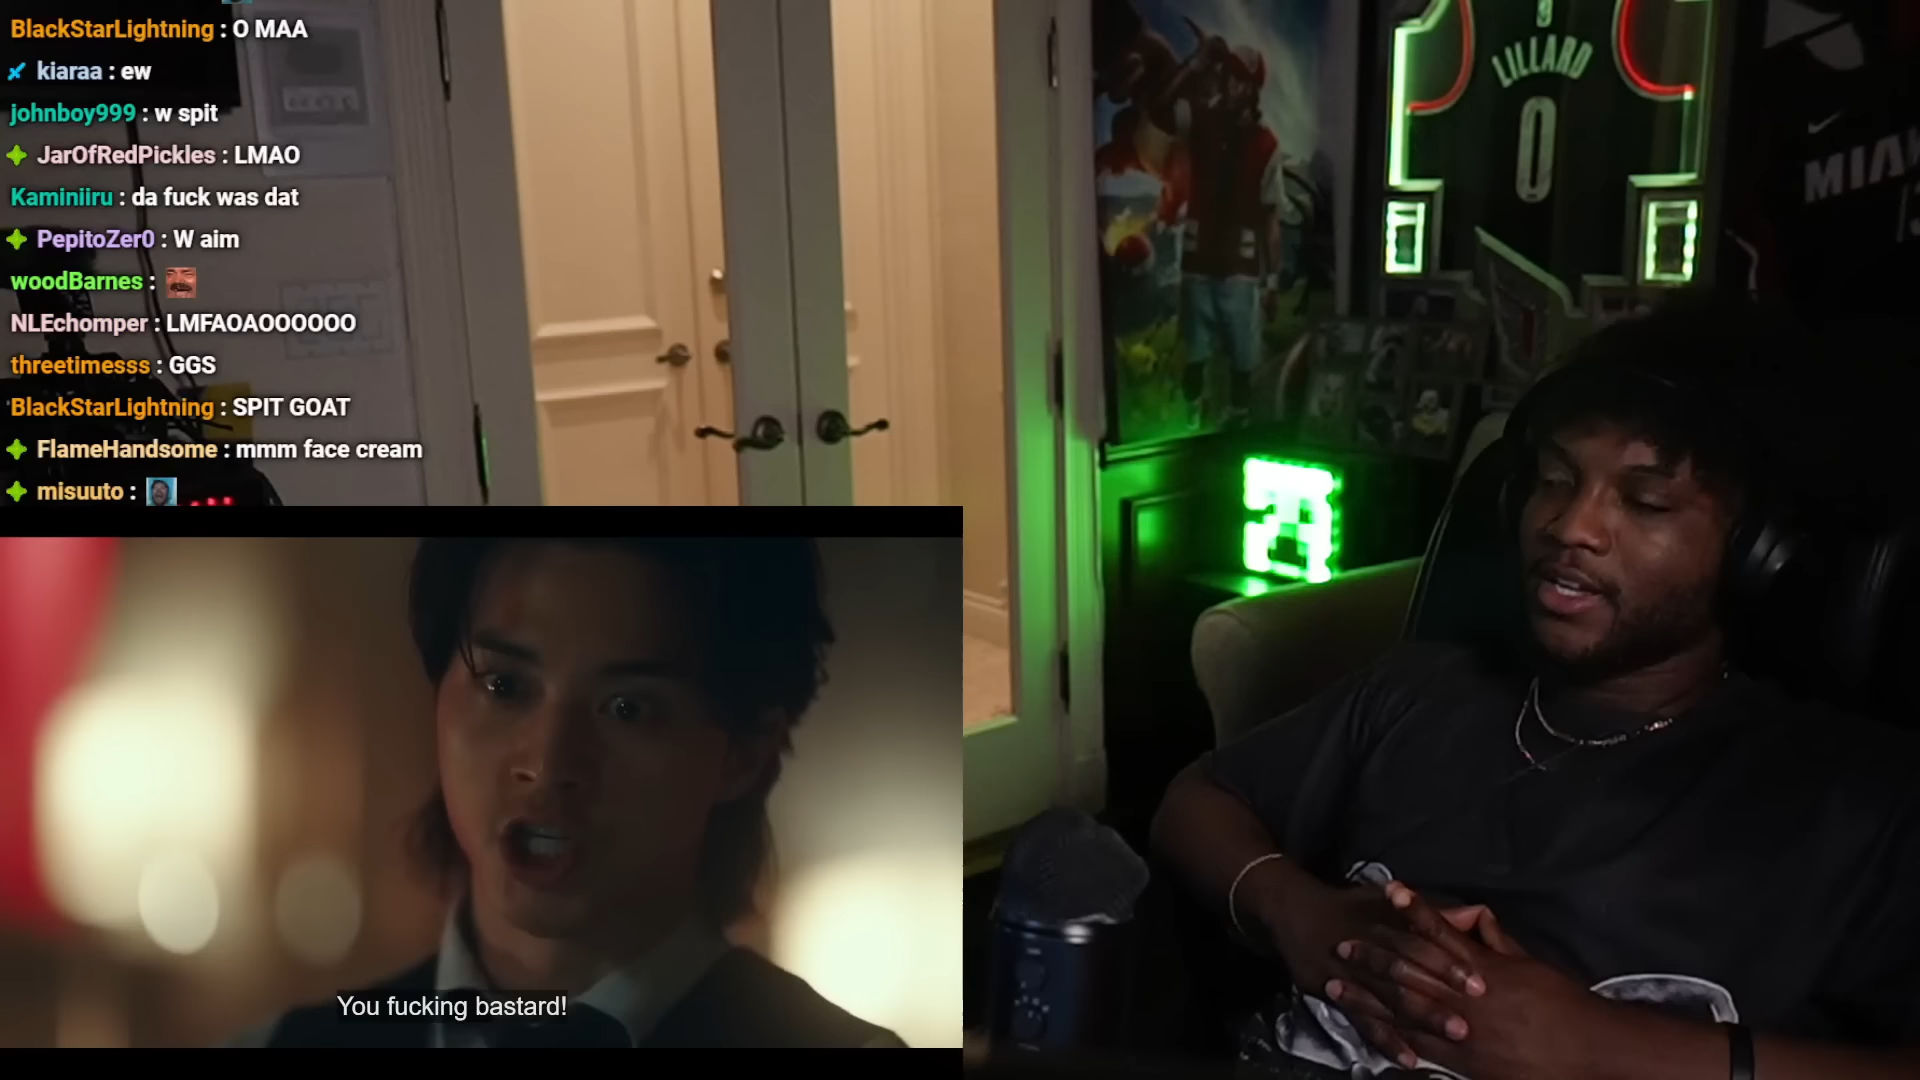 BlackStarLightning : O MAA
kiaraa : ew
johnboy999 : w spit
JarOfRedPickles : LMAO
Kaminiiru : da fuck was dat
PepitoZer0 : W aim
woodBarnes :
NLEchomper : LMFAOAOOOOOO
threetimesss : GGS
BlackStarLightning : SPIT GOAT
FlameHandsome : mmm face cream
misuuto :
LILLARD
0
You fucking bastard!